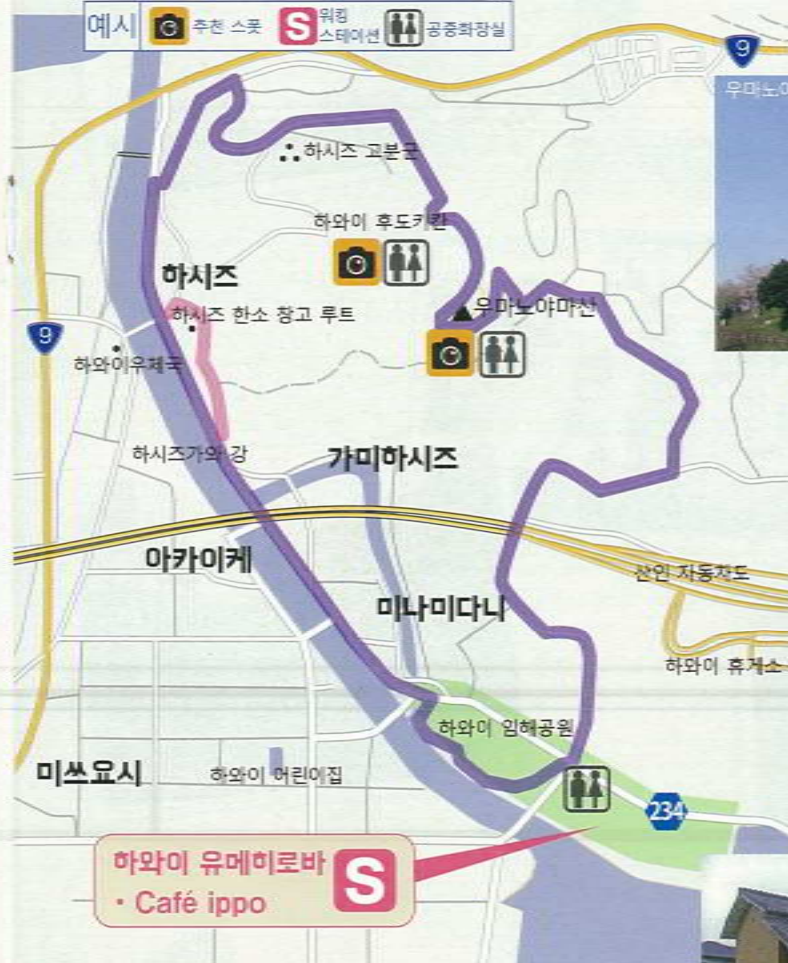 예시
추천 스폿
S
워킹
스테이션
공중화장실
9
우마노야
하시즈 고분군
하와이 후도키칸
하시즈
하시즈 한소 창고 루트
우마노야마산
9
하와이우체국
하시즈가와 강
가미하시즈
아카이케
산인 자동차도
미나미다니
하와이 휴게소
하와이 임해공원
미쓰요시
하와이 어린이집
234
하와이 유메히로바
S
• Café ippo